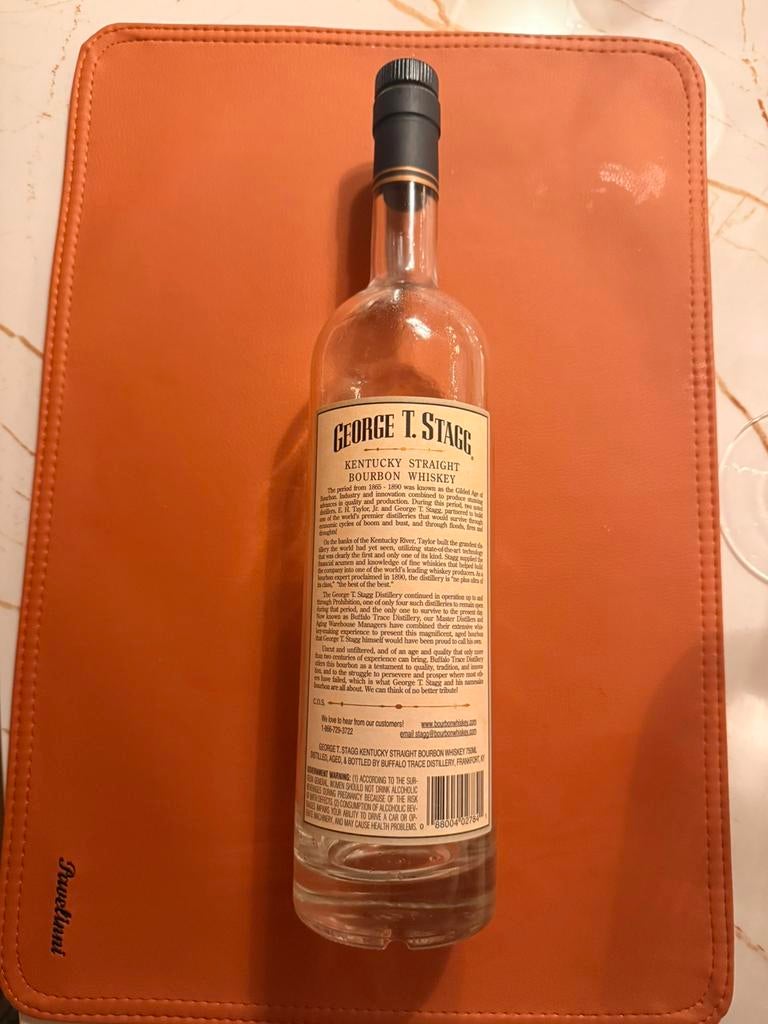 GEORGE T. STAGG
KENTUCKY STRAIGHT
BOURBON WHISKEY
The period from 1865 - 1890 was known as the Gilded Age of
Bourbon. Industry and innovation combined to produce stunning
advances in quality and production. During this period, two noted
distillers, E. H. Taylor, Jr. and George T. Stagg, partnered to build
one of the world's premier distilleries that would survive through
economic cycles of boom and bust, and through floods, fires and
droughts!
On the banks of the Kentucky River, Taylor built the grandest dis-
tillery the world had yet seen, utilizing state-of-the-art technology
that was clearly the first and only one of its kind. Stagg supplied the
financial acumen and knowledge of fine whiskies that helped build
the company into one of the world's leading whiskey producers. As a
bourbon expert proclaimed in 1890, the distillery is "ne plus ultra of
its class," "the best of the best."
The George T. Stagg Distillery continued in operation up to and
through Prohibition, one of only four such distilleries to remain open
during that period, and the only one to survive to the present day.
Now known as Buffalo Trace Distillery, our Master Distillers and
Aging Warehouse Managers have combined their extensive whis-
key-making experience to present this magnificent, aged bourbon
that George T. Stagg himself would have been proud to call his own.
Uncut and unfiltered, and of an age and quality that only more
than two centuries of experience can bring, Buffalo Trace Distillery
offers this bourbon as a testament to quality, tradition, and innova-
tion, and to the struggle to persevere and prosper where most oth-
ers have failed, which is what George T. Stagg and his namesake
bourbon are all about. We can think of no better tribute!
C.O.S.
We love to hear from our customers! www.bourbonwhiskey.com
1-866-729-3722 email stagg@bourbonwhiskey.com
GEORGE T. STAGG KENTUCKY STRAIGHT BOURBON WHISKEY 750ML
DISTILLED, AGED, & BOTTLED BY BUFFALO TRACE DISTILLERY, FRANKFORT, KY
GOVERNMENT WARNING: (1) ACCORDING TO THE SUR-
GEON GENERAL, WOMEN SHOULD NOT DRINK ALCOHOLIC
BEVERAGES DURING PREGNANCY BECAUSE OF THE RISK
OF BIRTH DEFECTS. (2) CONSUMPTION OF ALCOHOLIC BEV-
ERAGES IMPAIRS YOUR ABILITY TO DRIVE A CAR OR OP-
ERATE MACHINERY, AND MAY CAUSE HEALTH PROBLEMS.
0 88004 02784
Pavelinni